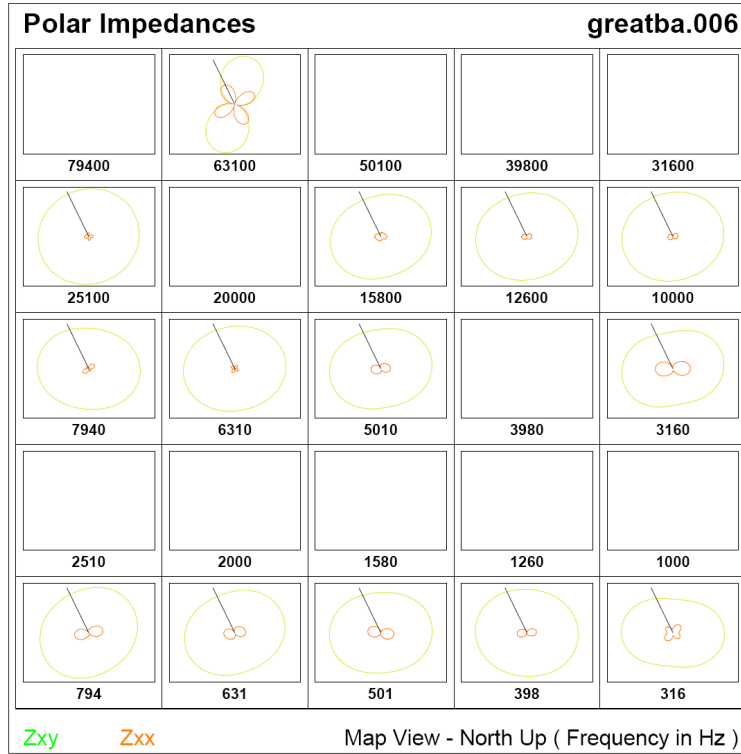 Polar Impedances greatba.006
79400 63100 50100 39800 31600
25100 20000 15800 12600 10000
7940 6310 5010 3980 3160
2510 2000 1580 1260 1000
794 631 501 398 316
Zxy Zxx Map View - North Up ( Frequency in Hz )